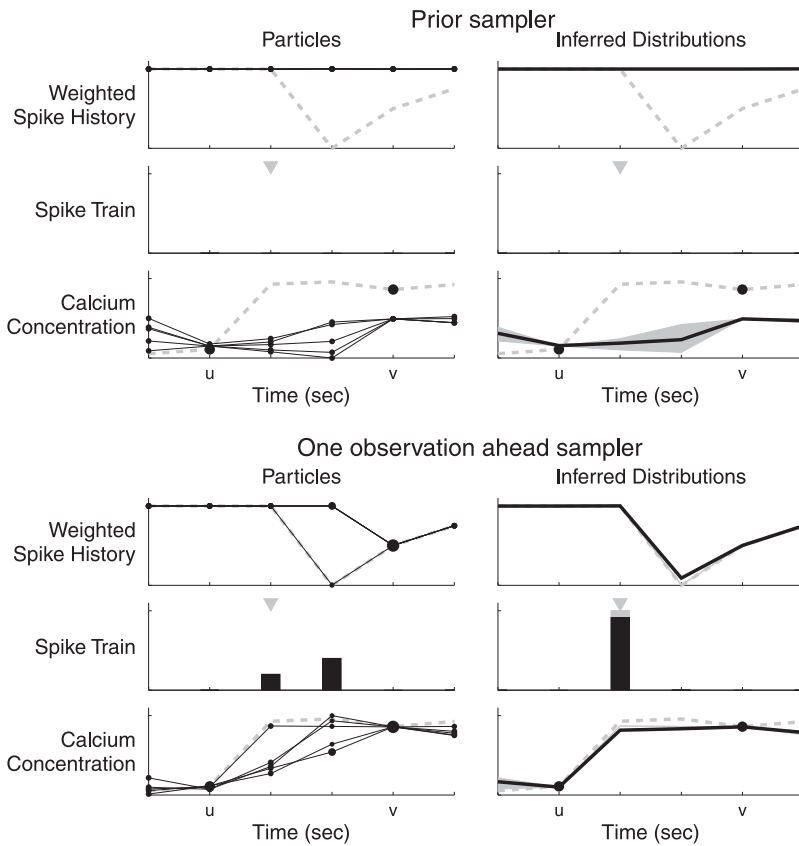 Prior sampler
Particles
Inferred Distributions
Weighted
Spike History
Spike Train
Calcium
Concentration
u
v
u
v
Time (sec)
Time (sec)
One observation ahead sampler
Particles
Inferred Distributions
Weighted
Spike History
Spike Train
Calcium
Concentration
u
v
u
v
Time (sec)
Time (sec)